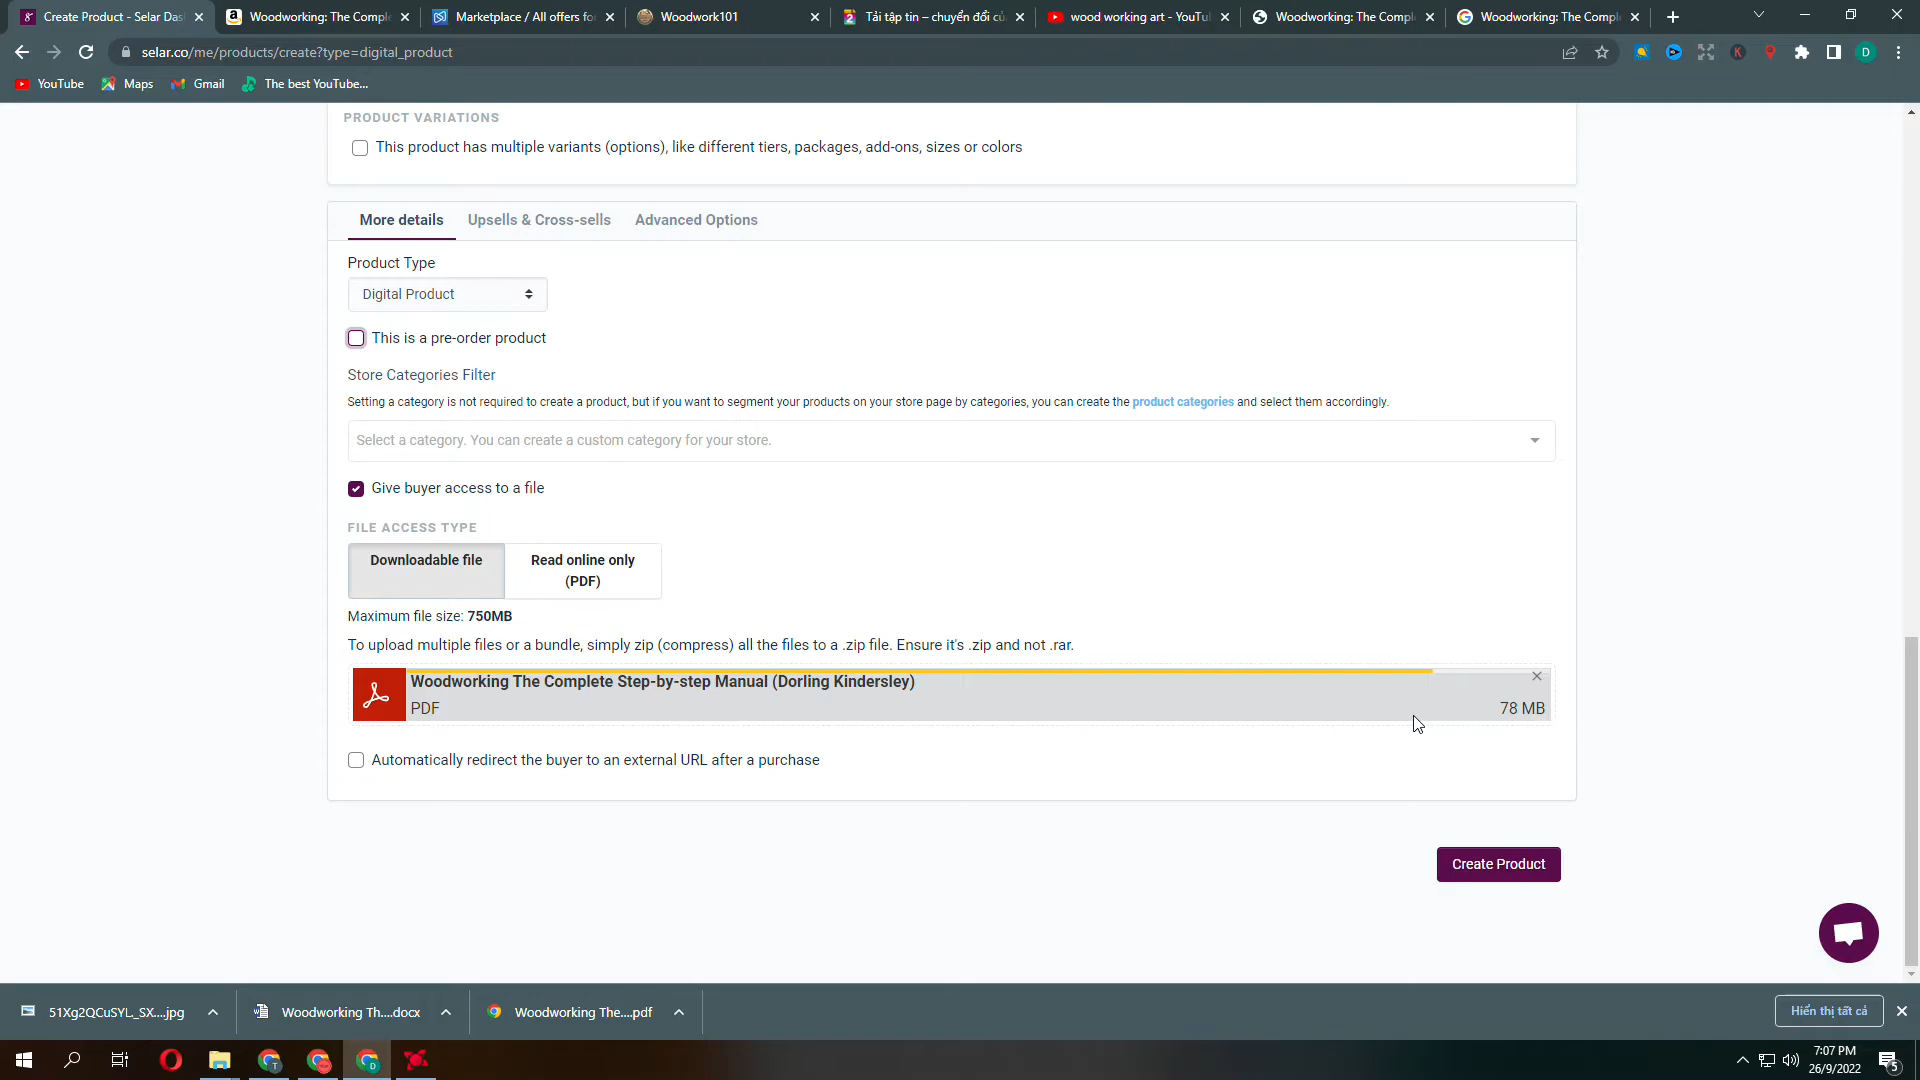 Create Product - Selar Das
Woodworking: The Comple
Marketplace / All offers fo
Woodwork101
Tải tập tin – chuyển đổi củ
wood working art - YouTu
Woodworking: The Compl
Woodworking: The Compl
selar.co/me/products/create?type=digital_product
K
D
YouTube
Maps
Gmail
The best YouTube...
PRODUCT VARIATIONS
This product has multiple variants (options), like different tiers, packages, add-ons, sizes or colors
More details
Upsells & Cross-sells
Advanced Options
Product Type
Digital Product
This is a pre-order product
Store Categories Filter
Setting a category is not required to create a product, but if you want to segment your products on your store page by categories, you can create the product categories and select them accordingly.
Select a category. You can create a custom category for your store.
Give buyer access to a file
FILE ACCESS TYPE
Downloadable file
Read online only
(PDF)
Maximum file size: 750MB
To upload multiple files or a bundle, simply zip (compress) all the files to a .zip file. Ensure it's .zip and not .rar.
Woodworking The Complete Step-by-step Manual (Dorling Kindersley)
PDF
78 MB
Automatically redirect the buyer to an external URL after a purchase
Create Product
51Xg2QCuSYL._SX....jpg
Woodworking Th....docx
Woodworking The....pdf
Hiển thị tất cả
7:07 PM
26/9/2022
5